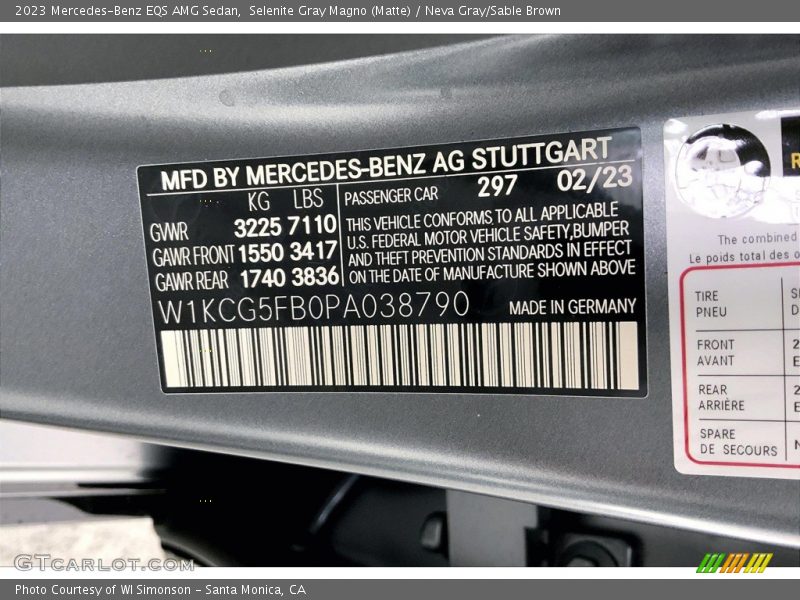 2023 Mercedes-Benz EQS AMG Sedan,  Selenite Gray Magno (Matte) / Neva Gray/Sable Brown
MFD BY MERCEDES-BENZ AG STUTTGART
KG LBS PASSENGER CAR 297 02/23
GVWR 3225 7110
GAWR FRONT 1550 3417
GAWR REAR 1740 3836
THIS VEHICLE CONFORMS TO ALL APPLICABLE
U.S. FEDERAL MOTOR VEHICLE SAFETY,BUMPER
AND THEFT PREVENTION STANDARDS IN EFFECT
ON THE DATE OF MANUFACTURE SHOWN ABOVE
W1KCG5FB0PA038790 MADE IN GERMANY
The combined
Le poids total des
TIRE
PNEU
FRONT
AVANT
REAR
ARRIÈRE
SPARE
DE SECOURS
GTCARLOT.COM
Photo Courtesy of WI Simonson - Santa Monica, CA